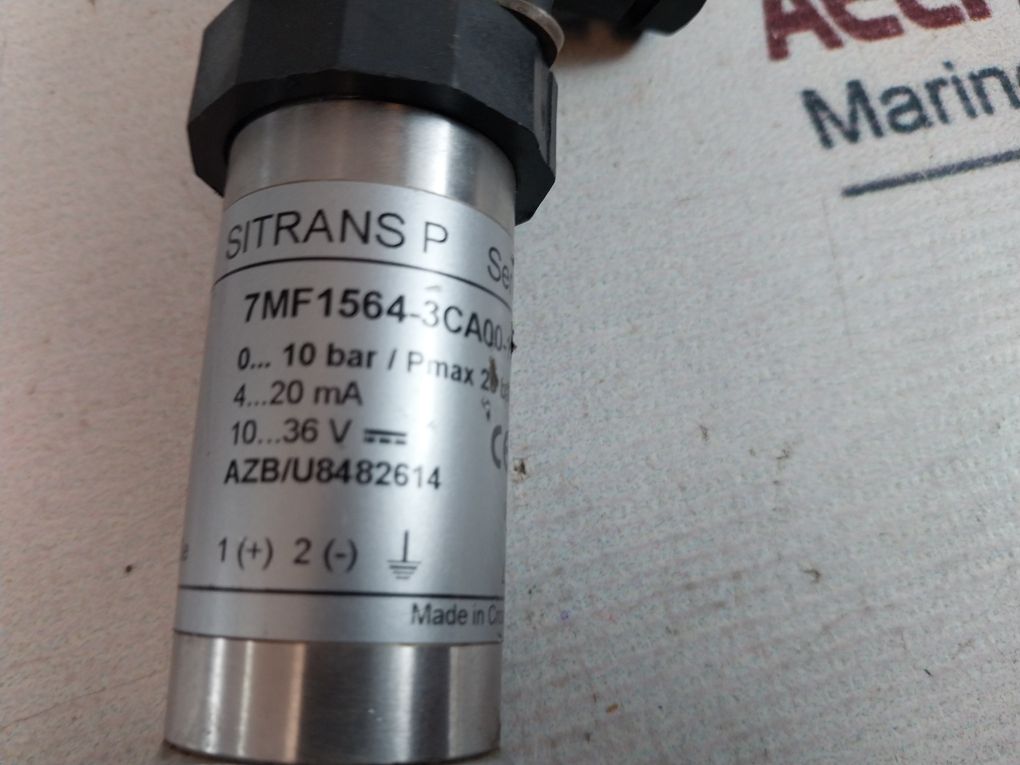 Marin
SITRANS P Se
7MF1564-3CA00-
0... 10 bar / Pmax
4...20 mA
10...36 V
AZB/U8482614
1 (+) 2 (-)
Made in